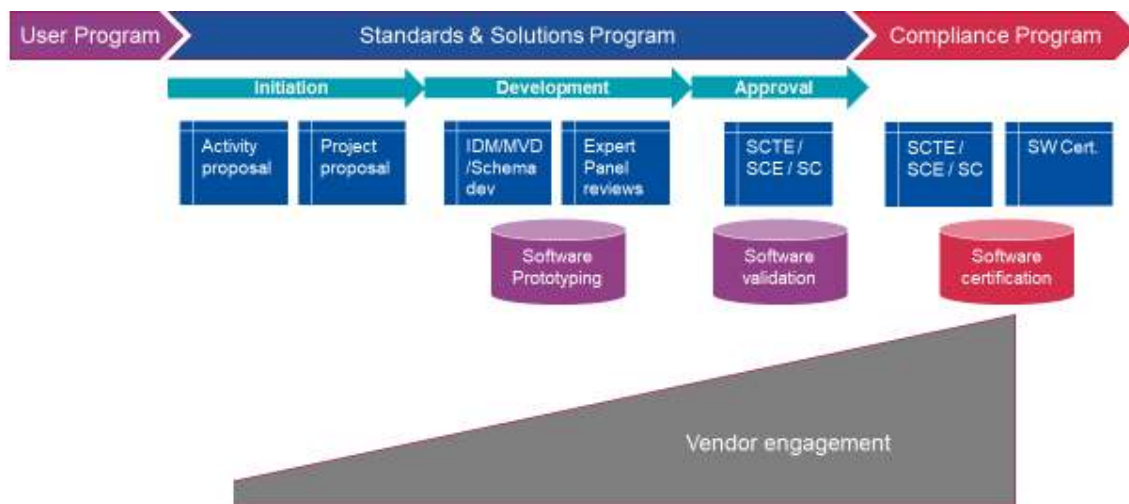 User Program
Standards & Solutions Program
Compliance Program
Initiation
Development
Approval
Activity
proposal
Project
proposal
IDM/MVD
/Schema
dev
Expert
Panel
reviews
SCTE /
SCE / SC
SCTE /
SCE / SC
SW Cert.
Software
Prototyping
Software
validation
Software
certification
Vendor engagement